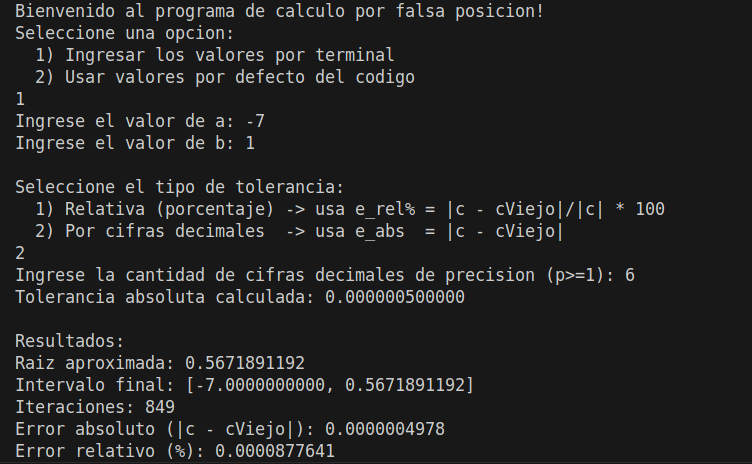 Bienvenido al programa de calculo por falsa posicion!
Seleccione una opcion:
  1) Ingresar los valores por terminal
  2) Usar valores por defecto del codigo
1
Ingrese el valor de a: -7
Ingrese el valor de b: 1

Seleccione el tipo de tolerancia:
  1) Relativa (porcentaje) -> usa e_rel% = |c - cViejo|/|c| * 100
  2) Por cifras decimales  -> usa e_abs  = |c - cViejo|
2
Ingrese la cantidad de cifras decimales de precision (p>=1): 6
Tolerancia absoluta calculada: 0.000000500000

Resultados:
Raiz aproximada: 0.5671891192
Intervalo final: [-7.0000000000, 0.5671891192]
Iteraciones: 849
Error absoluto (|c - cViejo|): 0.0000004978
Error relativo (%): 0.0000877641